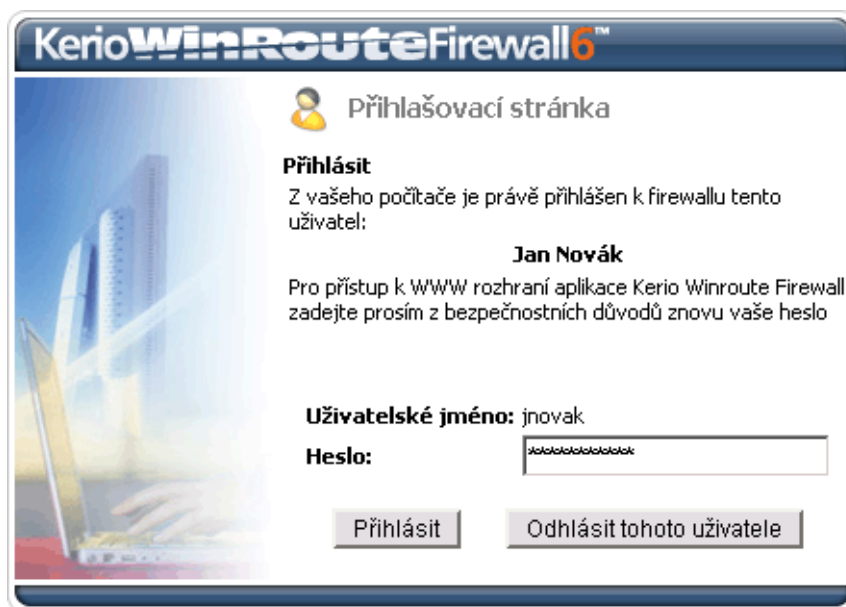 KerioWinRouteFirewall6™
Přihlašovací stránka
Přihlásit
Z vašeho počítače je právě přihlášen k firewallu tento
uživatel:
Jan Novák
Pro přístup k WWW rozhraní aplikace Kerio Winroute Firewall
zadejte prosím z bezpečnostních důvodů znovu vaše heslo
Uživatelské jméno: jnovak
Heslo: ************
Přihlásit Odhlásit tohoto uživatele